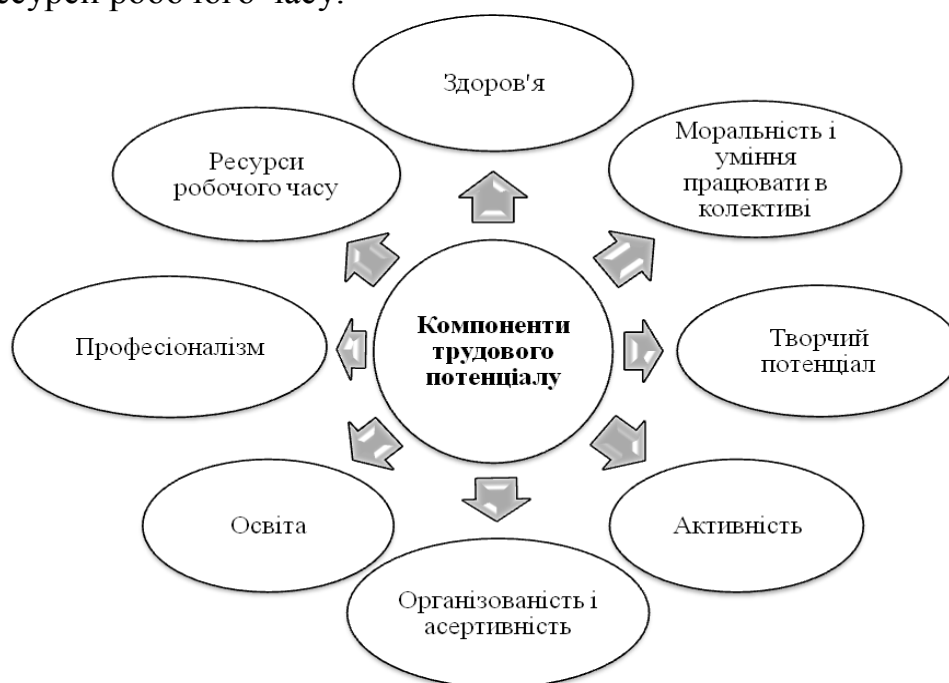 робочого часу.
Здоров'я
Моральність і
уміння
працювати в
колективі
Творчий
потенціал
Активність
Організованість і
асертивність
Освіта
Професіоналізм
Ресурси
робочого часу
Компоненти
трудового
потенціалу